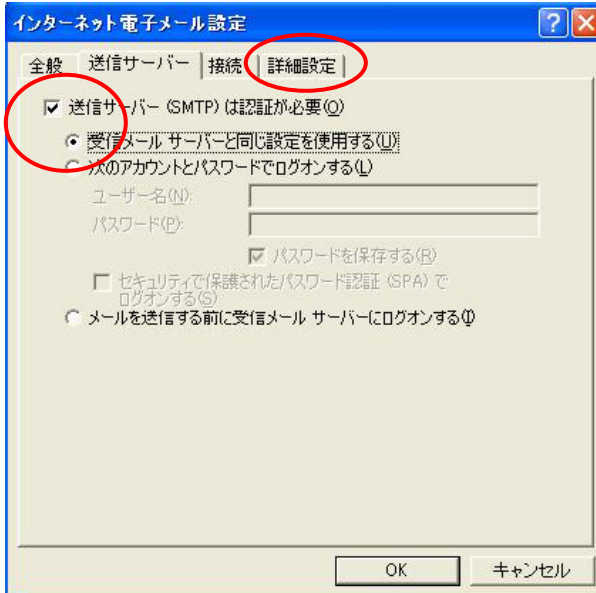 インターネット電子メール設定
全般 送信サーバー 接続 詳細設定
送信サーバー (SMTP) は認証が必要(O)
受信メール サーバーと同じ設定を使用する(U)
次のアカウントとパスワードでログオンする(L)
ユーザー名(N):
パスワード(P):
パスワードを保存する(R)
セキュリティで保護されたパスワード認証 (SPA) で
ログオンする(S)
メールを送信する前に受信メール サーバーにログオンする(I)
OK キャンセル